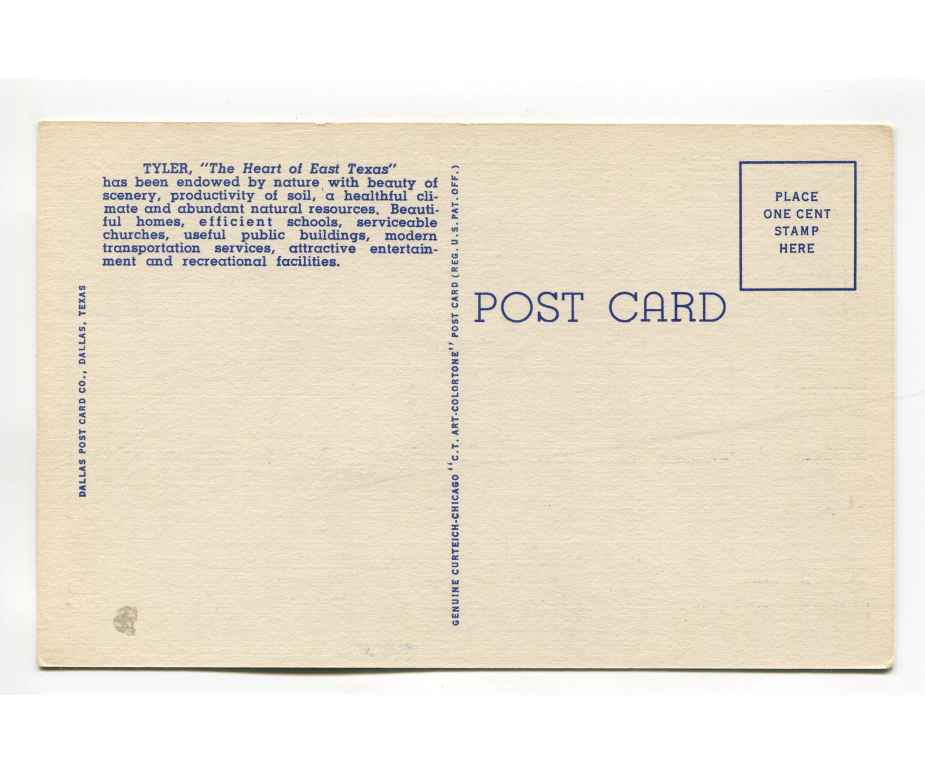 TYLER, "The Heart of East Texas"
has been endowed by nature with beauty of
scenery, productivity of soil, a healthful cli-
mate and abundant natural resources. Beauti-
ful homes, efficient schools, serviceable
churches, useful public buildings, modern
transportation services, attractive entertain-
ment and recreational facilities.
DALLAS POST CARD CO., DALLAS, TEXAS
GENUINE CURTEICH-CHICAGO "C.T. ART-COLORTONE" POST CARD (REG. U.S. PAT. OFF.)
POST CARD
PLACE
ONE CENT
STAMP
HERE